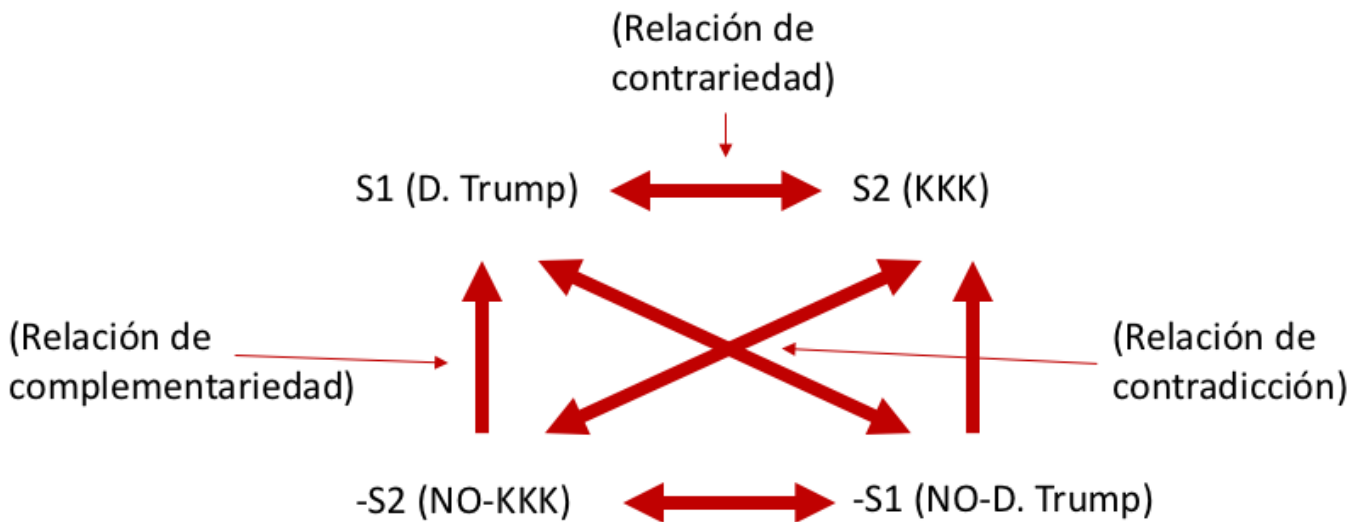 (Relación de
contrariedad)
S1 (D. Trump)
S2 (KKK)
(Relación de
complementariedad)
(Relación de
contradicción)
-S2 (NO-KKK)
-S1 (NO-D. Trump)